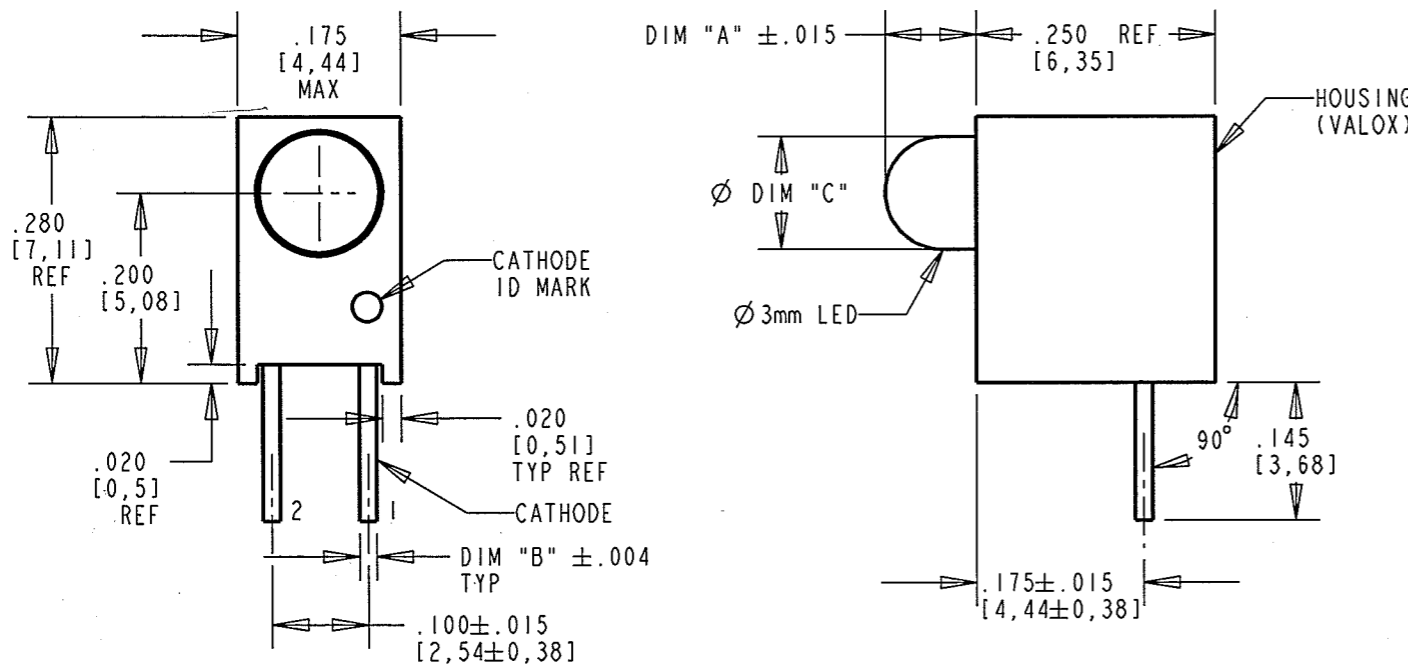 .175
[4,44]
MAX
DIM "A" ±.015
.250 REF
[6,35]
HOUSING
(VALOX)
Ø DIM "C"
.280
[7,11]
REF
.200
[5,08]
CATHODE
ID MARK
Ø3mm LED
.020
[0,51]
TYP REF
90°
.145
[3,68]
.020
[0,5]
REF
2
1
CATHODE
DIM "B" ±.004
TYP
.175±.015
[4,44±0,38]
.100±.015
[2,54±0,38]